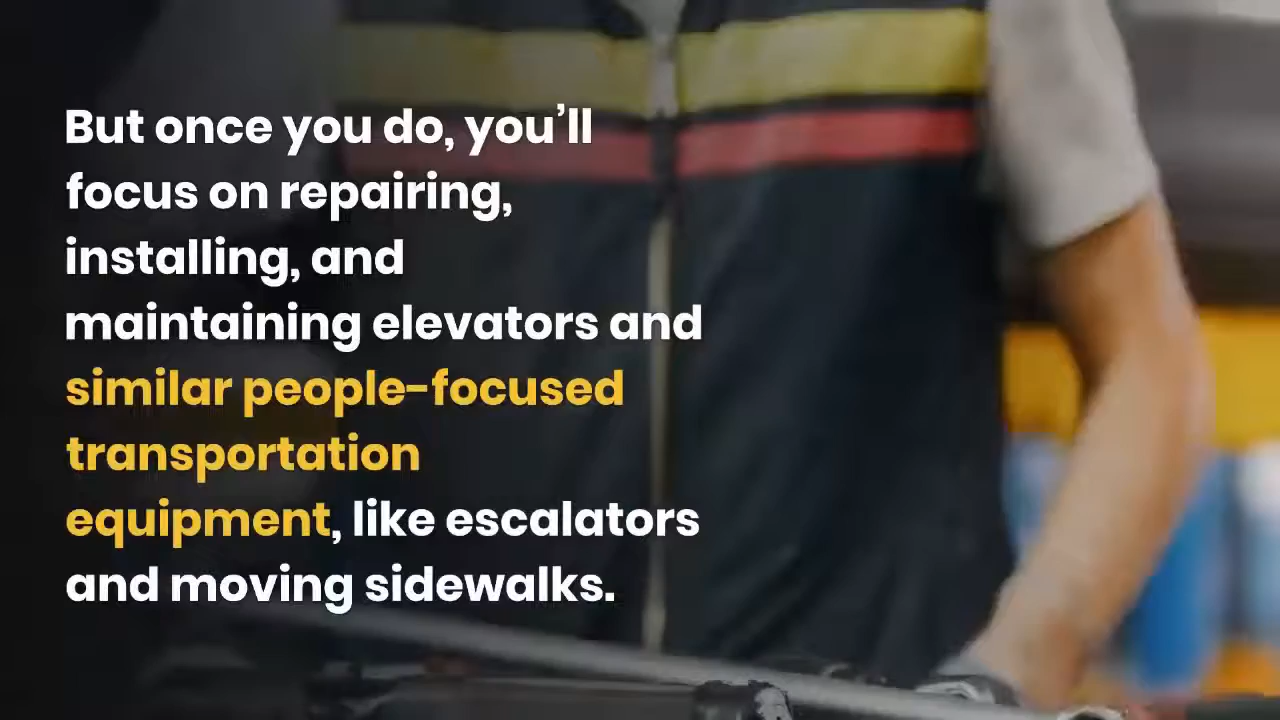 But once you do, you’ll
focus on repairing,
installing, and
maintaining elevators and
similar people-focused
transportation
equipment, like escalators
and moving sidewalks.